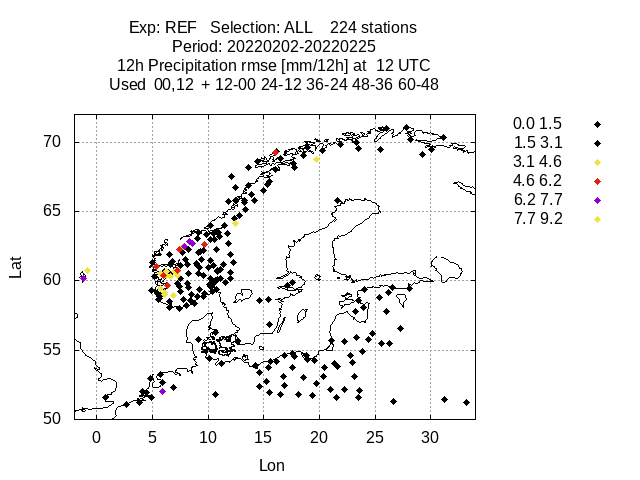 Exp: REF   Selection: ALL    224 stations
Period: 20220202-20220225
12h Precipitation rmse [mm/12h] at  12 UTC
Used  00,12  + 12-00 24-12 36-24 48-36 60-48
0.0 1.5
1.5 3.1
3.1 4.6
4.6 6.2
6.2 7.7
7.7 9.2
70
65
60
55
50
Lat
0 5 10 15 20 25 30
Lon